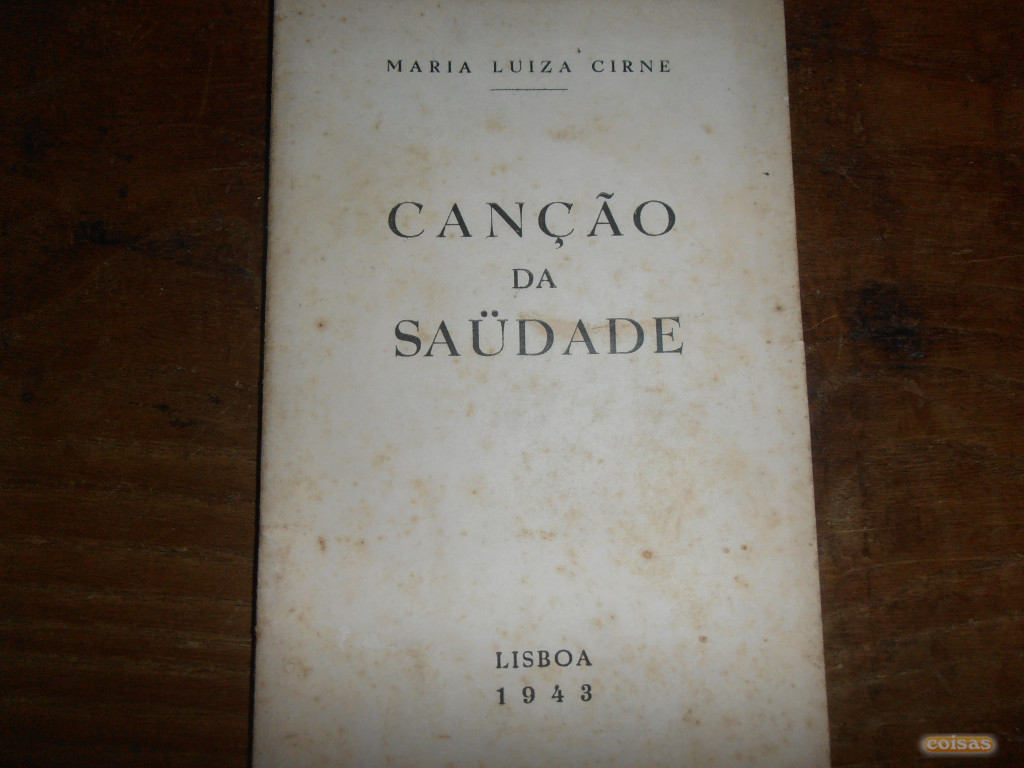 MARIA LUIZA CIRNE
CANÇÃO
DA
SAÜDADE
LISBOA
1943
coisas